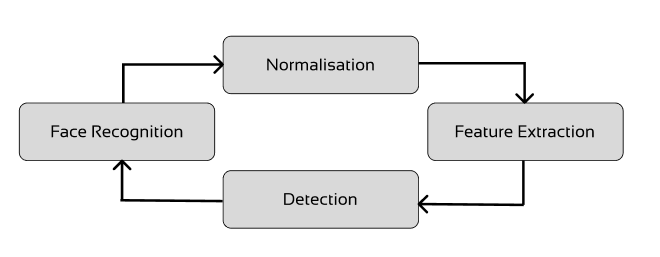 Normalisation
Face Recognition
Feature Extraction
Detection